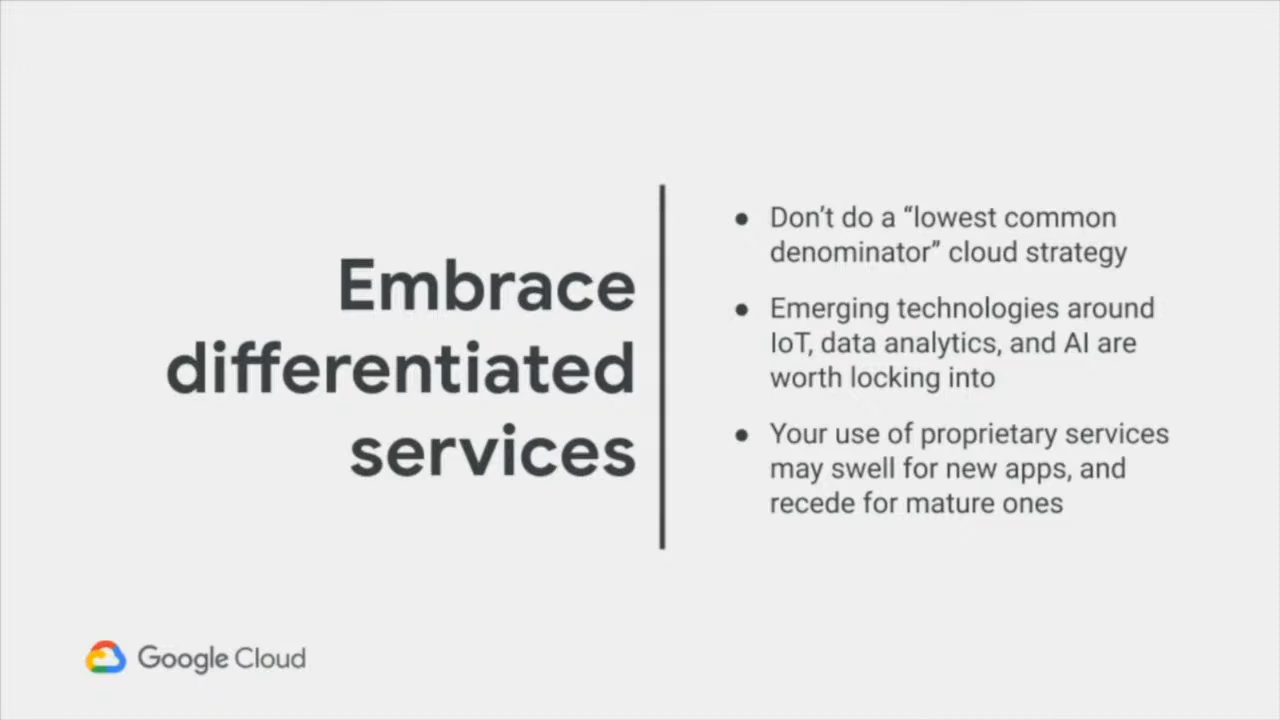 Embrace
differentiated
services
● Don’t do a “lowest common
denominator” cloud strategy
● Emerging technologies around
IoT, data analytics, and AI are
worth locking into
● Your use of proprietary services
may swell for new apps, and
recede for mature ones
Google Cloud